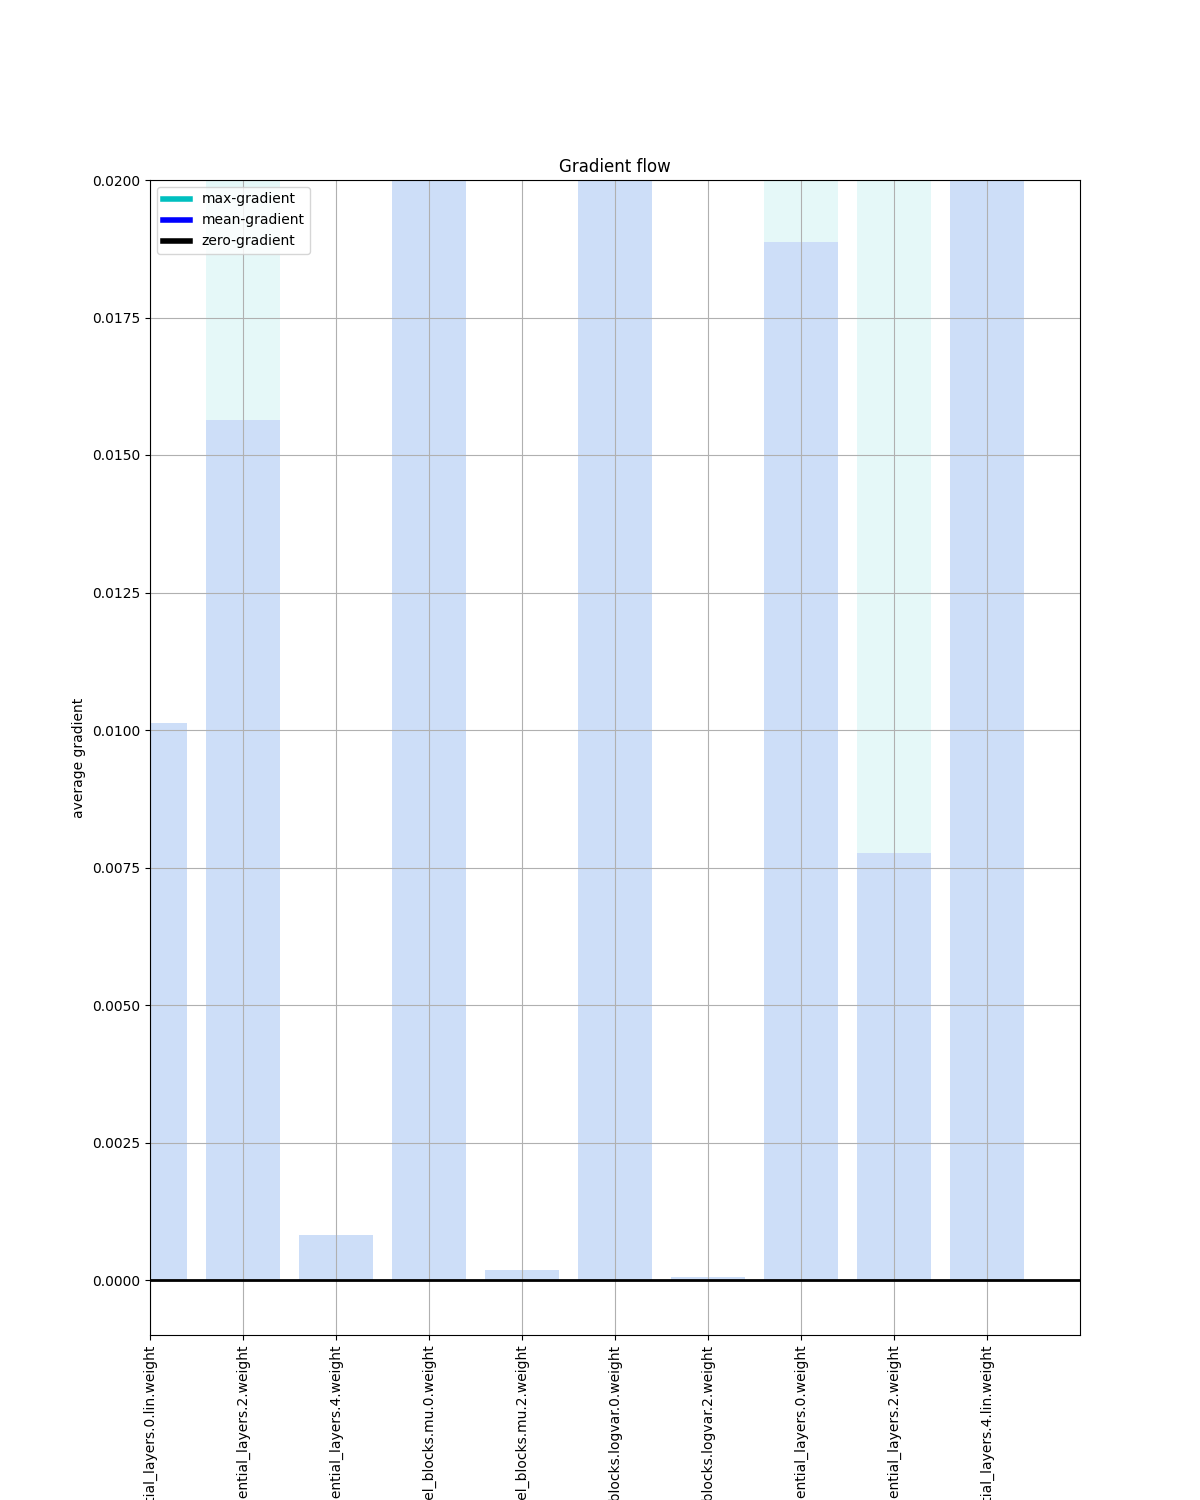 Gradient flow
max-gradient
mean-gradient
zero-gradient
average gradient
0.0200
0.0175
0.0150
0.0125
0.0100
0.0075
0.0050
0.0025
0.0000
tial_layers.0.lin.weight
ential_layers.2.weight
ential_layers.4.weight
el_blocks.mu.0.weight
el_blocks.mu.2.weight
blocks.logvar.0.weight
blocks.logvar.2.weight
ential_layers.0.weight
ential_layers.2.weight
tial_layers.4.lin.weight